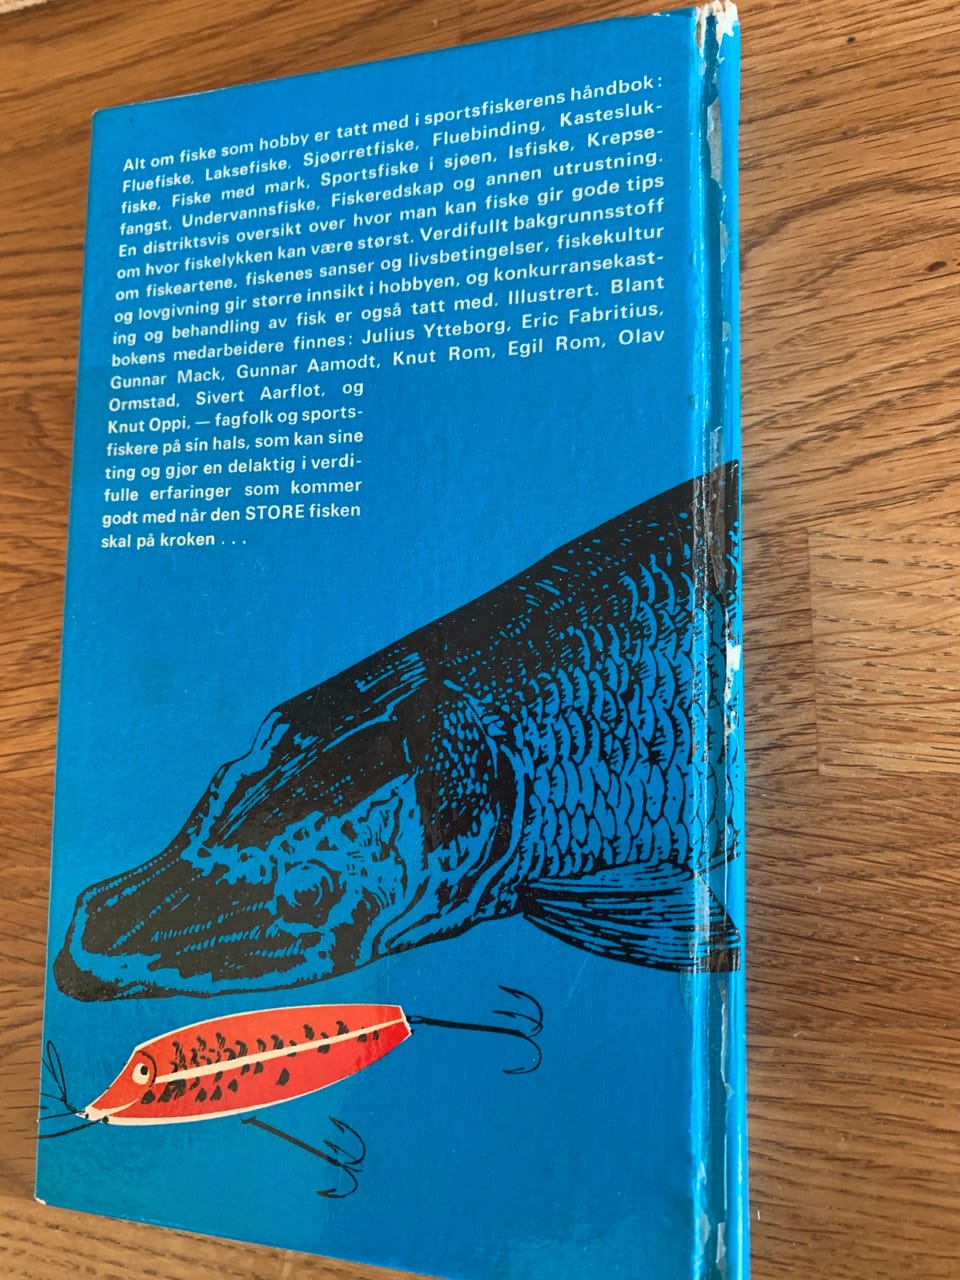 Alt om fiske som hobby er tatt med i sportsfiskerens håndbok:
Fluefiske, Laksefiske, Sjøørretfiske, Fluebinding, Kastesluk-
fiske, Fiske med mark, Sportsfiske i sjøen, Isfiske, Krepse-
fangst, Undervannsfiske, Fiskeredskap og annen utrustning.
En distriktsvis oversikt over hvor man kan fiske gir gode tips
om hvor fiskelykken kan være størst. Verdifullt bakgrunnsstoff
om fiskeartene, fiskenes sanser og livsbetingelser, fiskekultur
og lovgivning gir større innsikt i hobbyen, og konkurransekast-
ing og behandling av fisk er også tatt med. Illustrert. Blant
bokens medarbeidere finnes: Julius Ytteborg, Eric Fabritius,
Gunnar Mack, Gunnar Aamodt, Knut Rom, Egil Rom, Olav
Ormstad, Sivert Aarflot, og
Knut Oppi, — fagfolk og sports-
fiskere på sin hals, som kan sine
ting og gjør en delaktig i verdi-
fulle erfaringer som kommer
godt med når den STORE fisken
skal på kroken . . .